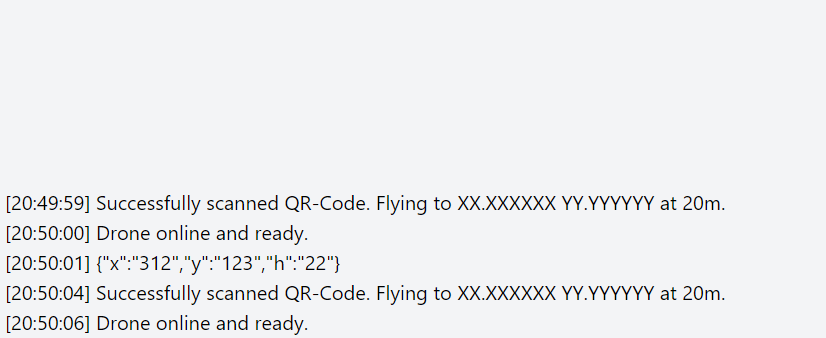 [20:49:59] Successfully scanned QR-Code. Flying to XX.XXXXXX YY.YYYYYY at 20m.
[20:50:00] Drone online and ready.
[20:50:01] {"x":"312","y":"123","h":"22"}
[20:50:04] Successfully scanned QR-Code. Flying to XX.XXXXXX YY.YYYYYY at 20m.
[20:50:06] Drone online and ready.